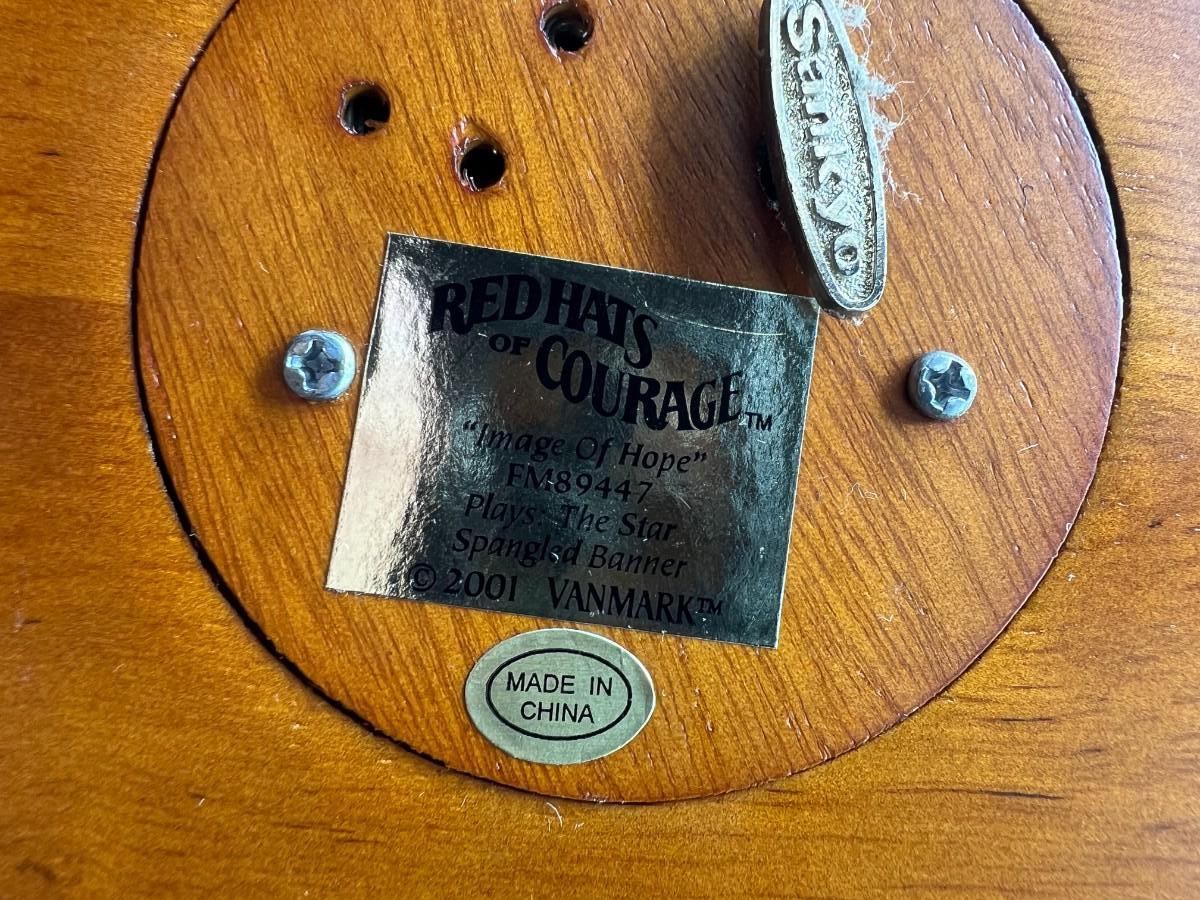 Sankyo
RED HATS
OF COURAGE™
"Image Of Hope"
FM89447
Plays: The Star
Spangled Banner
© 2001 VANMARK™
MADE IN
CHINA